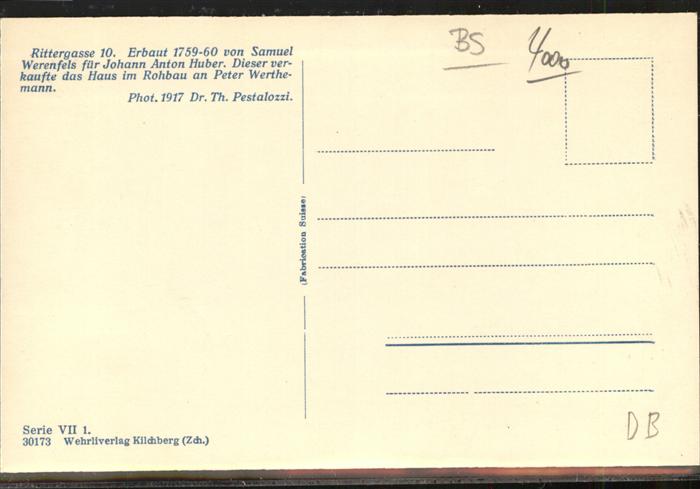 Rittergasse 10. Erbaut 1759-60 von Samuel
Werenfels für Johann Anton Huber. Dieser ver-
kaufte das Haus im Rohbau an Peter Werthe-
mann.
Phot. 1917 Dr. Th. Pestalozzi.
BS
4000
(Fabrication Suisse)
Serie VII 1.
30173 Wehrliverlag Kilchberg (Zch.)
DB